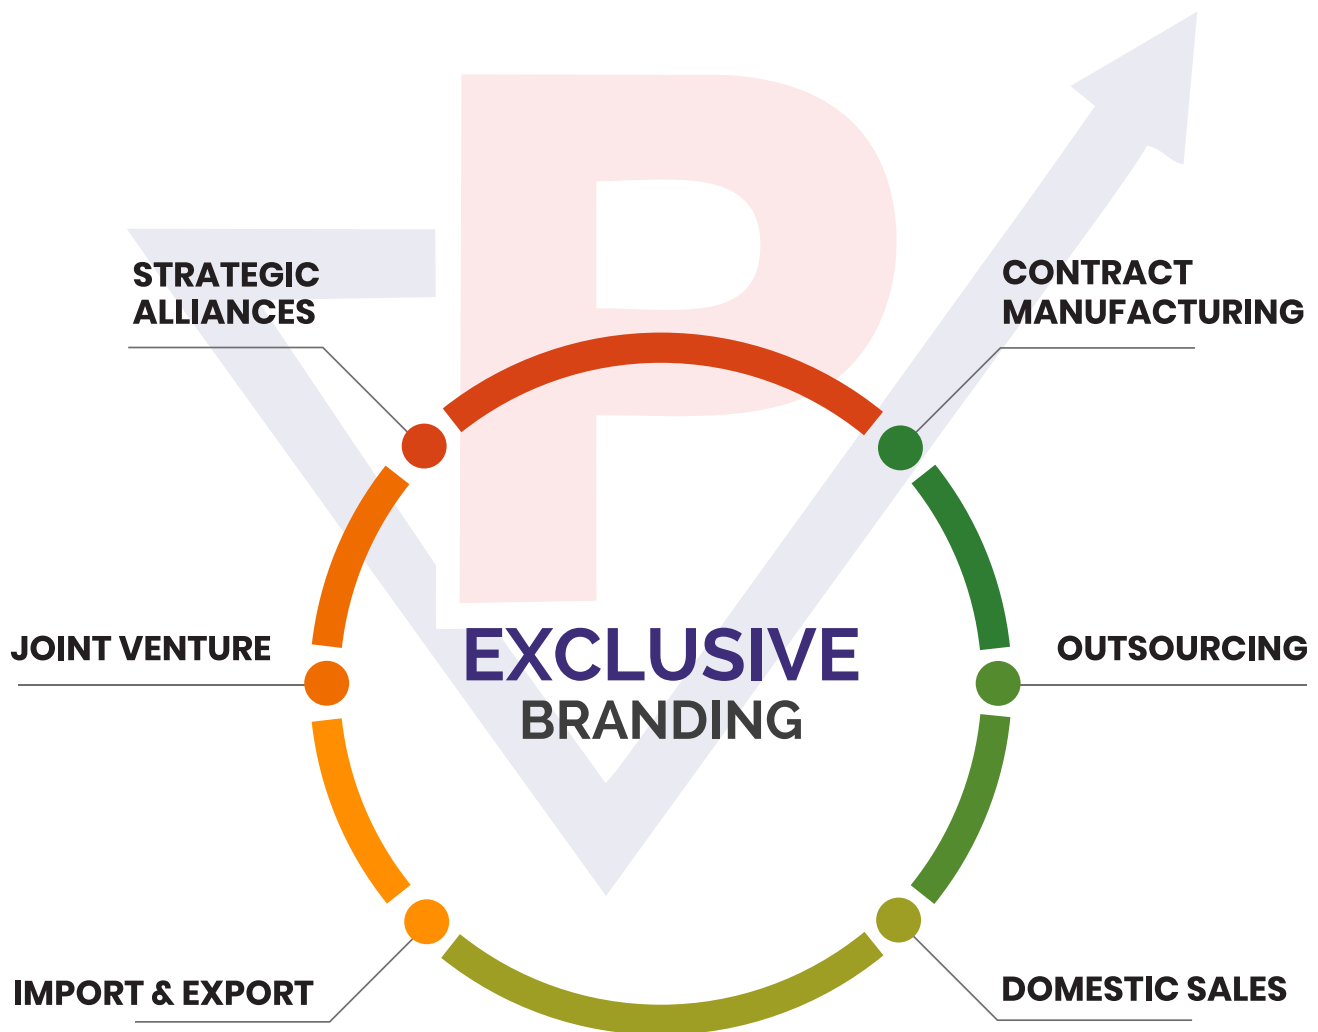 STRATEGIC
ALLIANCES
CONTRACT
MANUFACTURING
JOINT VENTURE
EXCLUSIVE
BRANDING
OUTSOURCING
IMPORT & EXPORT
DOMESTIC SALES
P